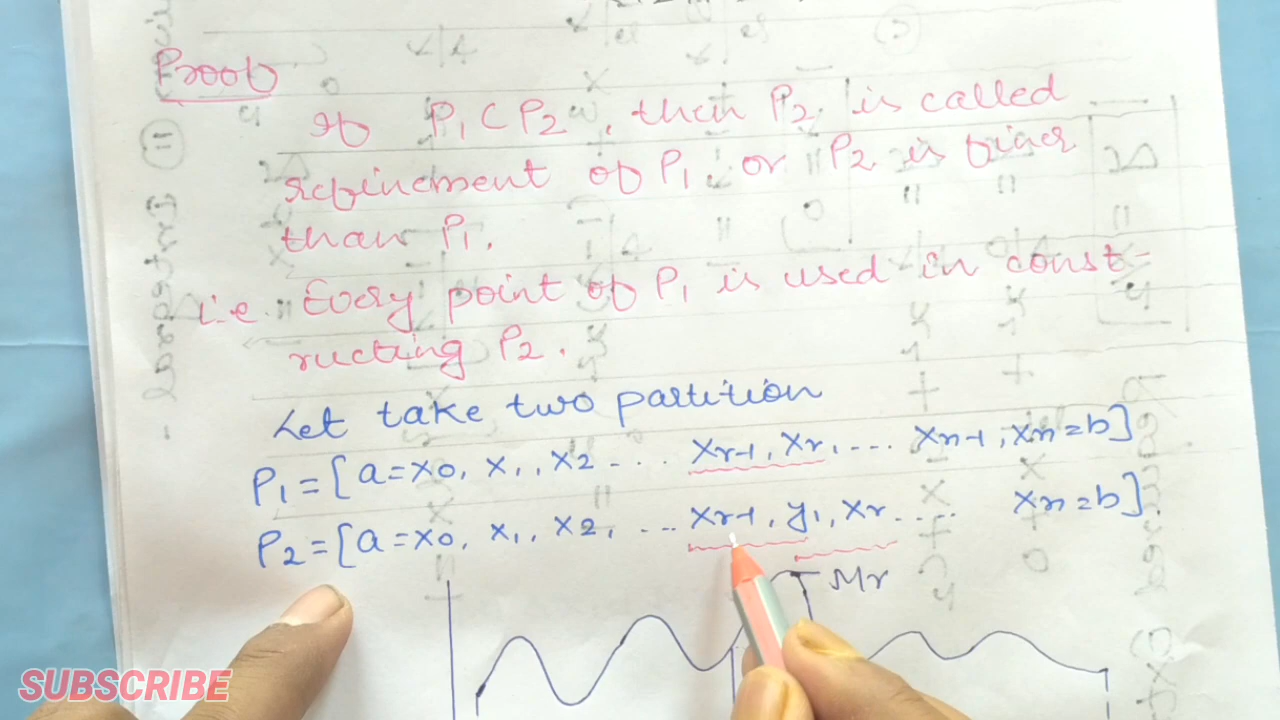 Proof
If P1 ⊂ P2, then P2 is called
refinement of P1 or P2 is finer
than P1.
i.e. Every point of P1 is used in const-
ructing P2.
Let take two partition
P1 = [a = x0, x1, x2 ... xr-1, xr, ... xn-1, xn = b]
P2 = [a = x0, x1, x2, ... xr-1, y1, xr ..... xn = b].
Mr
SUBSCRIBE